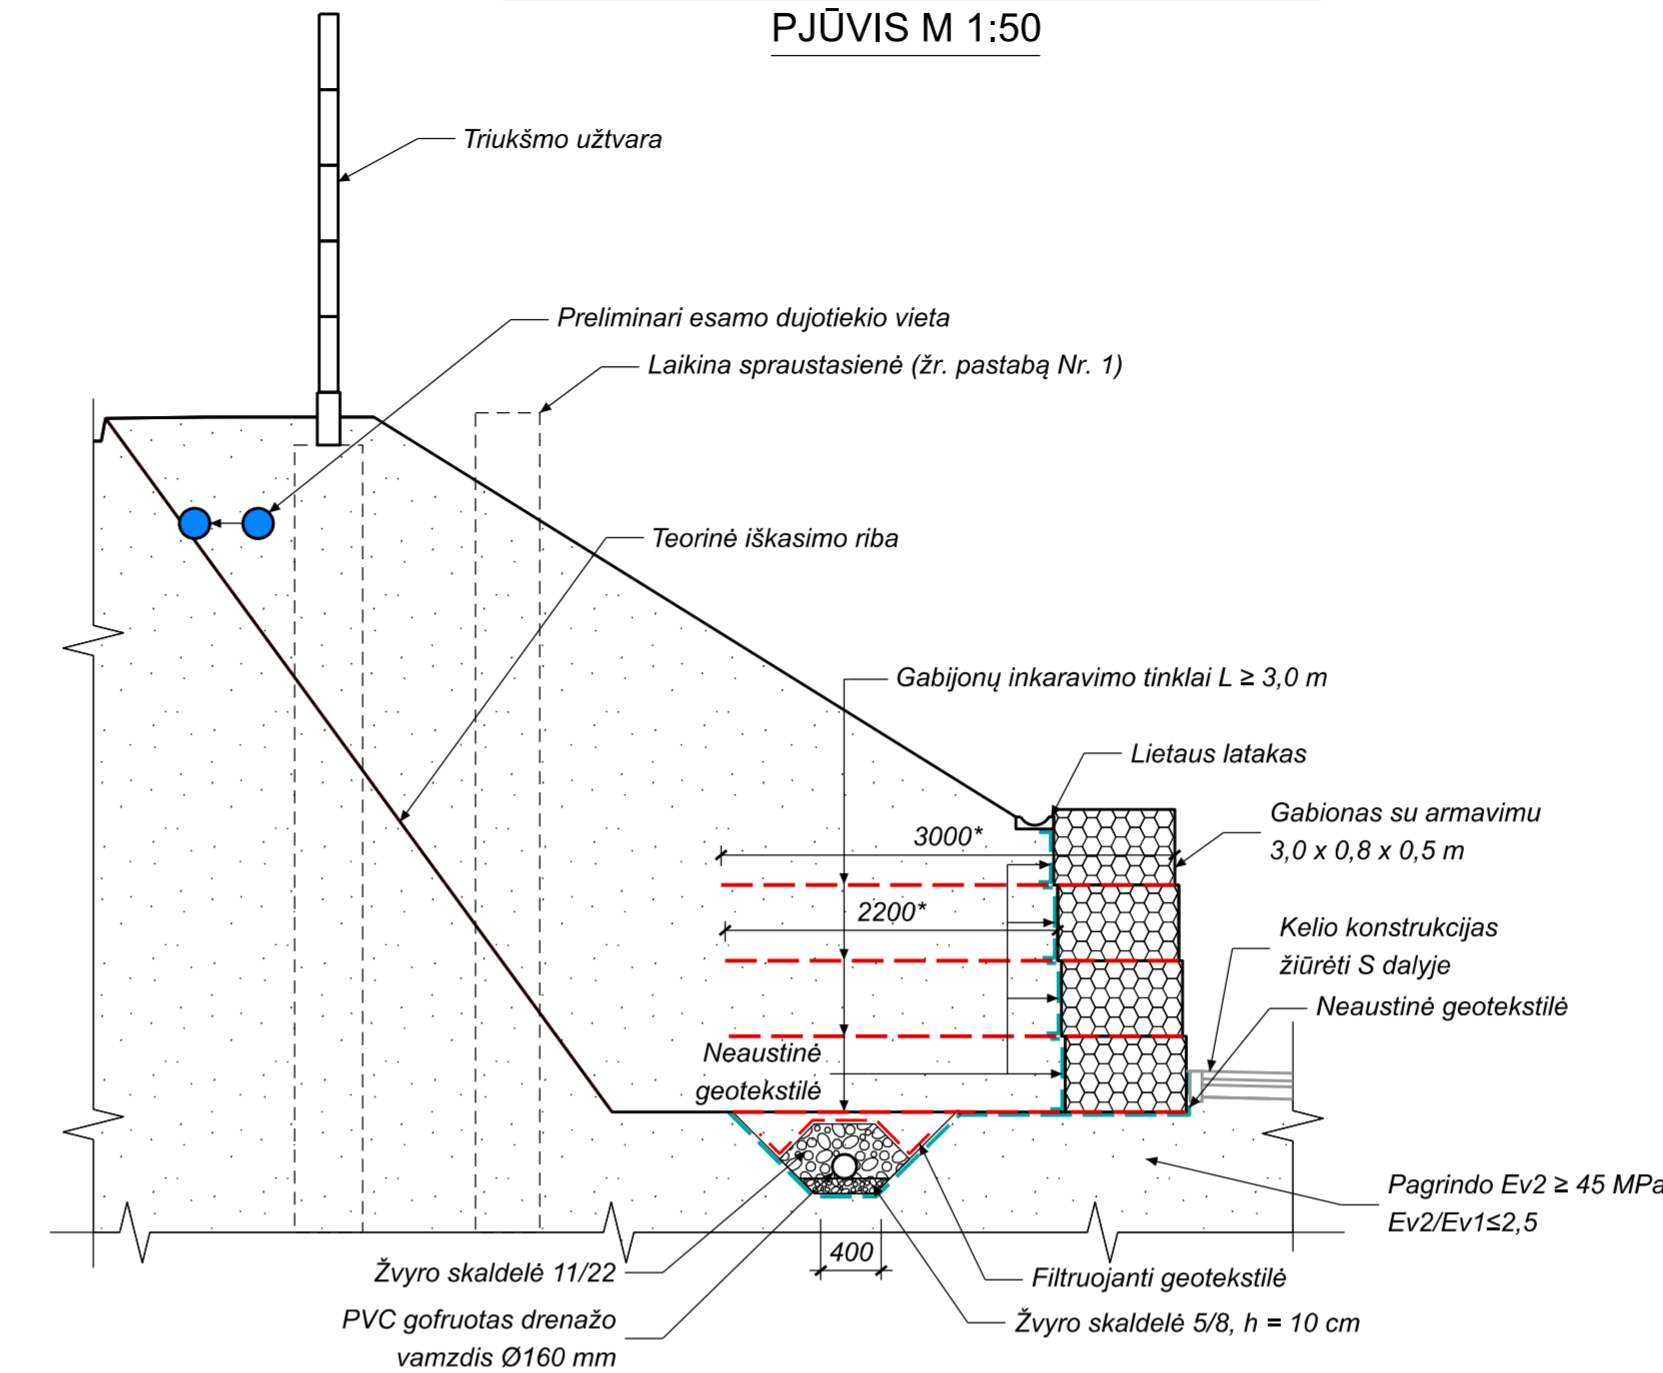 PJŪVIS M 1:50
Triukšmo užtvara
Preliminari esamo dujotiekio vieta
Laikina spraustasienė (žr. pastabą Nr. 1)
Teorinė iškasimo riba
Gabijonų inkaravimo tinklai L ≥ 3,0 m
Lietaus latakas
Gabionas su armavimu
3,0 x 0,8 x 0,5 m
3000*
2200*
Kelio konstrukcijas
žiūrėti S dalyje
Neaustinė geotekstilė
Neaustinė
geotekstilė
Pagrindo Ev2 ≥ 45 MPa
Ev2/Ev1≤2,5
400
Žvyro skaldelė 11/22
Filtruojanti geotekstilė
PVC gofruotas drenažo
vamzdis Ø160 mm
Žvyro skaldelė 5/8, h = 10 cm